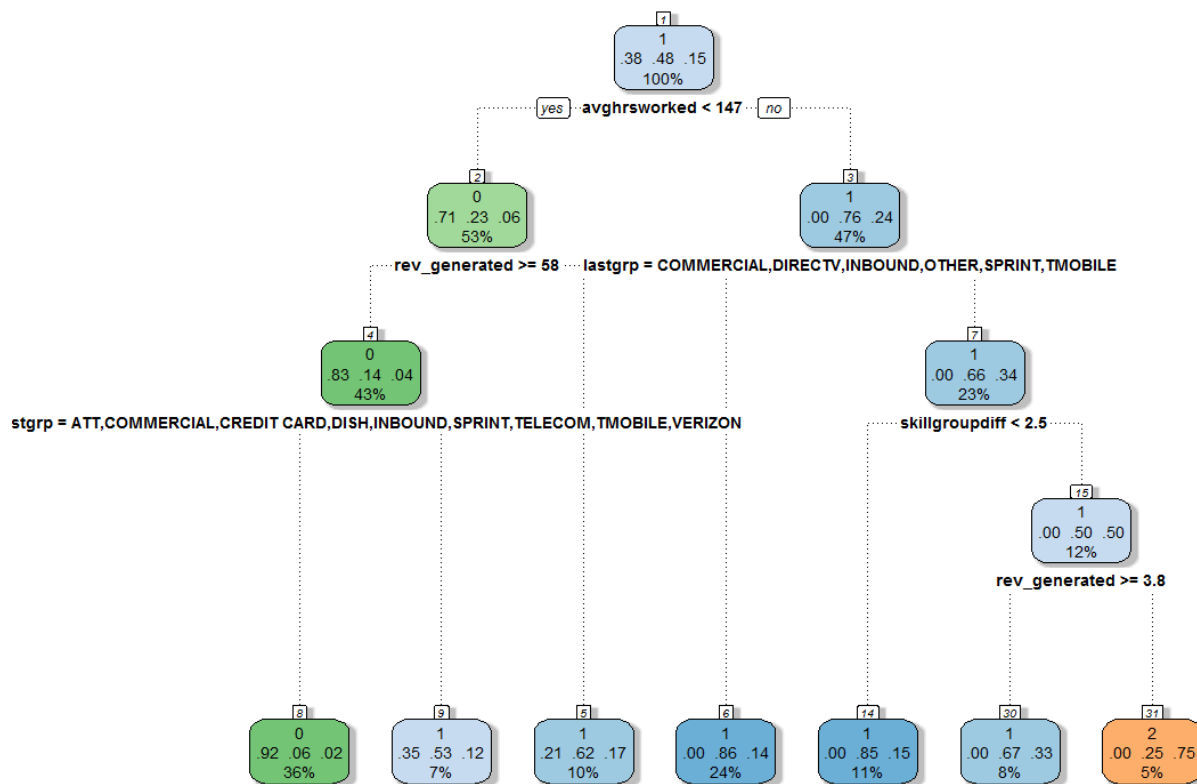 1
1
.38 .48 .15
100%
yes avghrsworked < 147 no
2
0
.71 .23 .06
53%
3
1
.00 .76 .24
47%
rev_generated >= 58
lastgrp = COMMERCIAL,DIRECTV,INBOUND,OTHER,SPRINT,TMOBILE
4
0
.83 .14 .04
43%
7
1
.00 .66 .34
23%
stgrp = ATT,COMMERCIAL,CREDIT CARD,DISH,INBOUND,SPRINT,TELECOM,TMOBILE,VERIZON
skillgroupdiff < 2.5
15
1
.00 .50 .50
12%
rev_generated >= 3.8
8
0
.92 .06 .02
36%
9
1
.35 .53 .12
7%
5
1
.21 .62 .17
10%
6
1
.00 .86 .14
24%
14
1
.00 .85 .15
11%
30
1
.00 .67 .33
8%
31
2
.00 .25 .75
5%